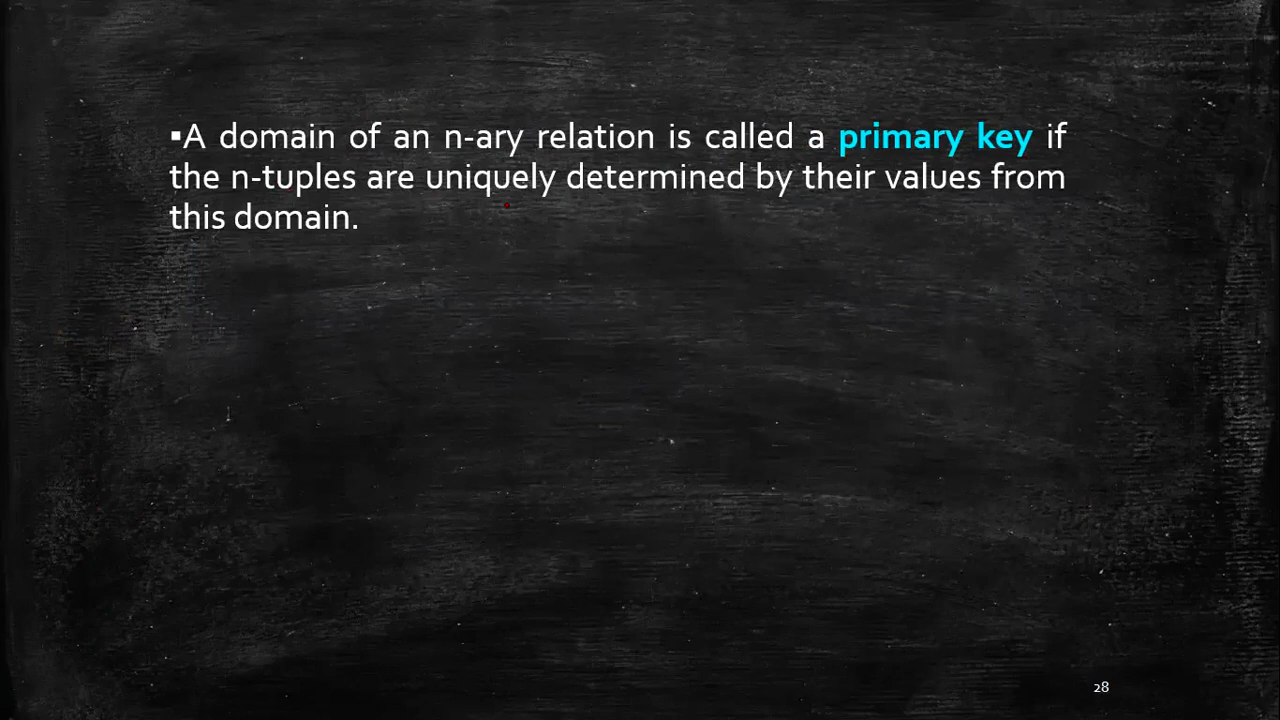 ▪A domain of an n-ary relation is called a primary key if
the n-tuples are uniquely determined by their values from
this domain.
28